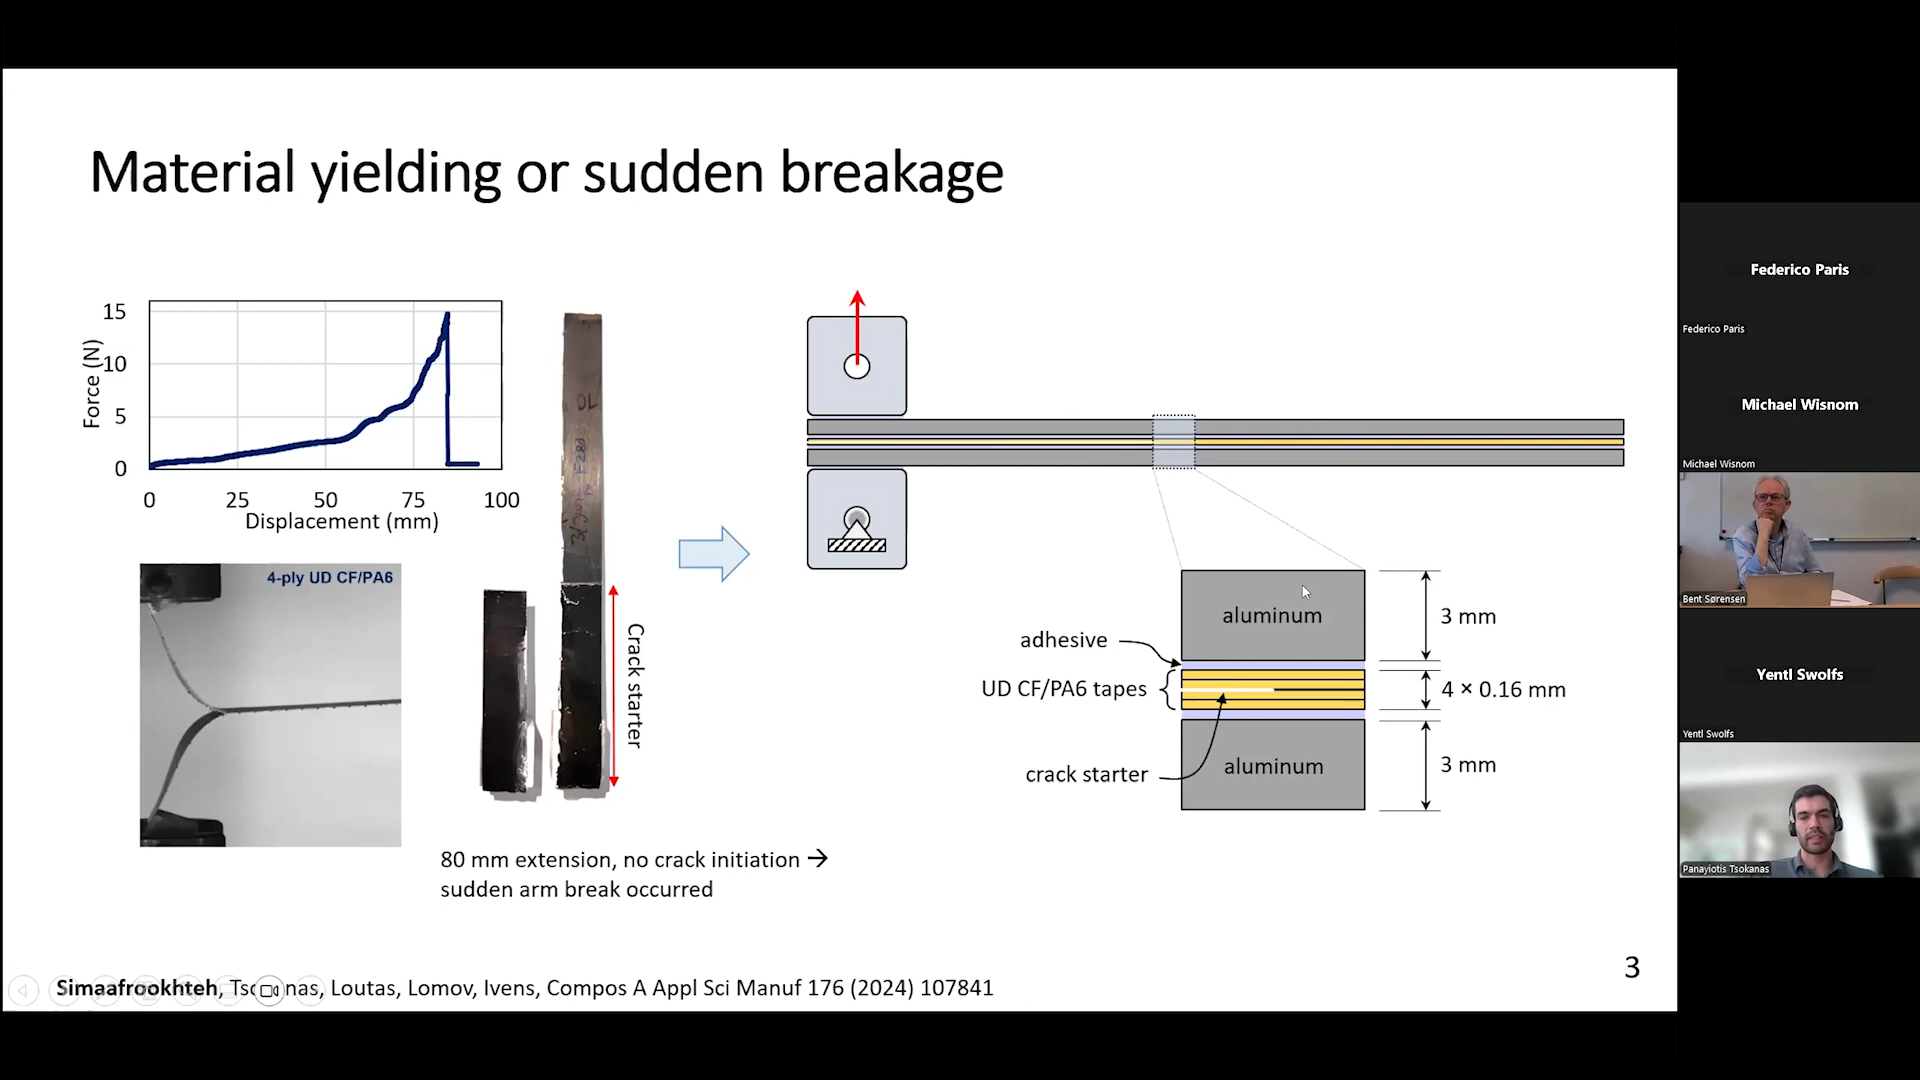 Material yielding or sudden breakage
15
10
5
0
Force (N)
0 25 50 75 100
Displacement (mm)
4-ply UD CF/PA6
Crack starter
80 mm extension, no crack initiation →
sudden arm break occurred
aluminum
adhesive
UD CF/PA6 tapes
crack starter
aluminum
3 mm
4 × 0.16 mm
3 mm
Simaafrookhteh, Tsokanas, Loutas, Lomov, Ivens, Compos A Appl Sci Manuf 176 (2024) 107841
3
Federico Paris
Federico Paris
Michael Wisnom
Michael Wisnom
Bent Sørensen
Yentl Swolfs
Yentl Swolfs
Panayiotis Tsokanas